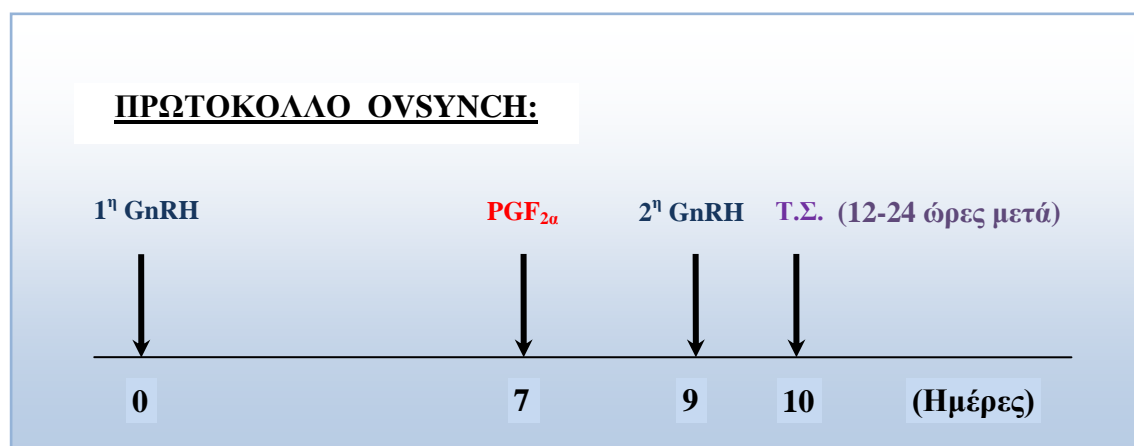 ΠΡΩΤΟΚΟΛΛΟ OVSYNCH:
1η GnRH PGF2α 2η GnRH Τ.Σ. (12-24 ώρες μετά)
0 7 9 10 (Ημέρες)